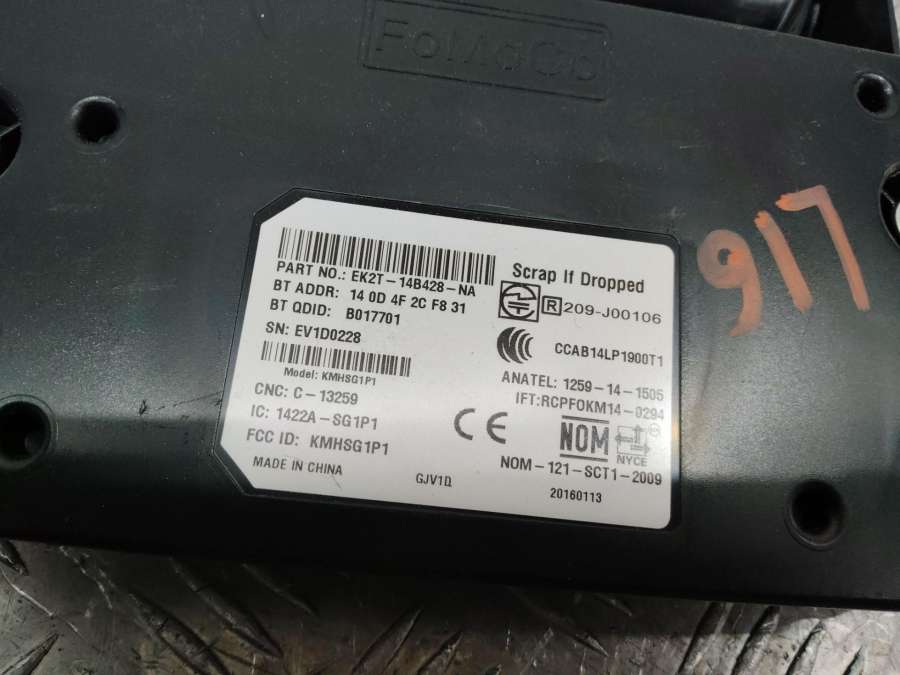 FoMoCo
917
PART NO.: EK2T-14B428-NA
BT ADDR: 14 0D 4F 2C F8 31
BT QDID: B017701
SN: EV1D0228
Model: KMHSG1P1
CNC: C-13259
IC: 1422A-SG1P1
FCC ID: KMHSG1P1
MADE IN CHINA
GJV1D
Scrap If Dropped
R 209-J00106
CCAB14LP1900T1
ANATEL: 1259-14-1505
IFT:RCPFOKM14-0294
CE
NOM
NYCE
NOM-121-SCT1-2009
20160113